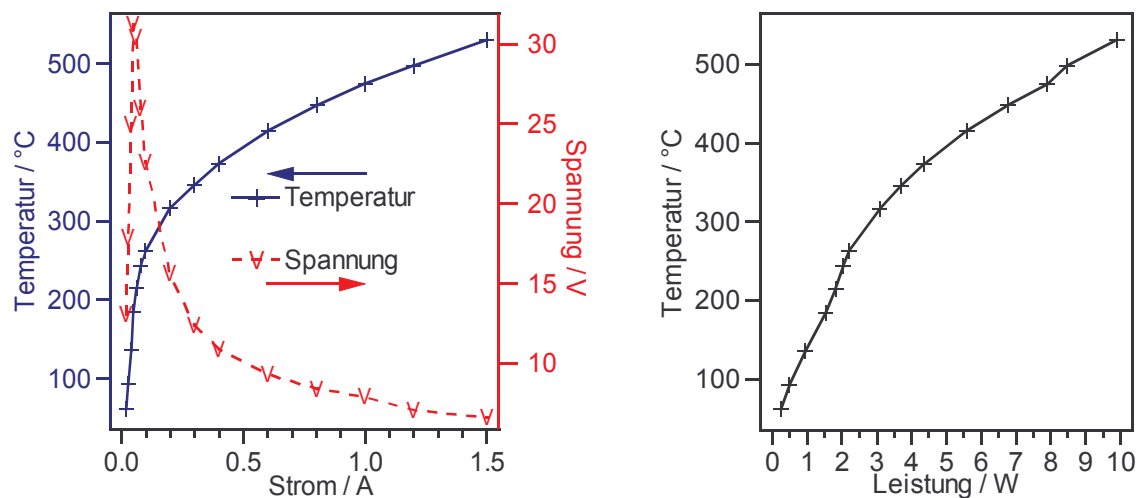 Temperatur / °C
500
400
300
200
100
Temperatur
Spannung
30
25
20
15
10
Spannung / V
0.0 0.5 1.0 1.5
Strom / A
Temperatur / °C
500
400
300
200
100
0 1 2 3 4 5 6 7 8 9 10
Leistung / W